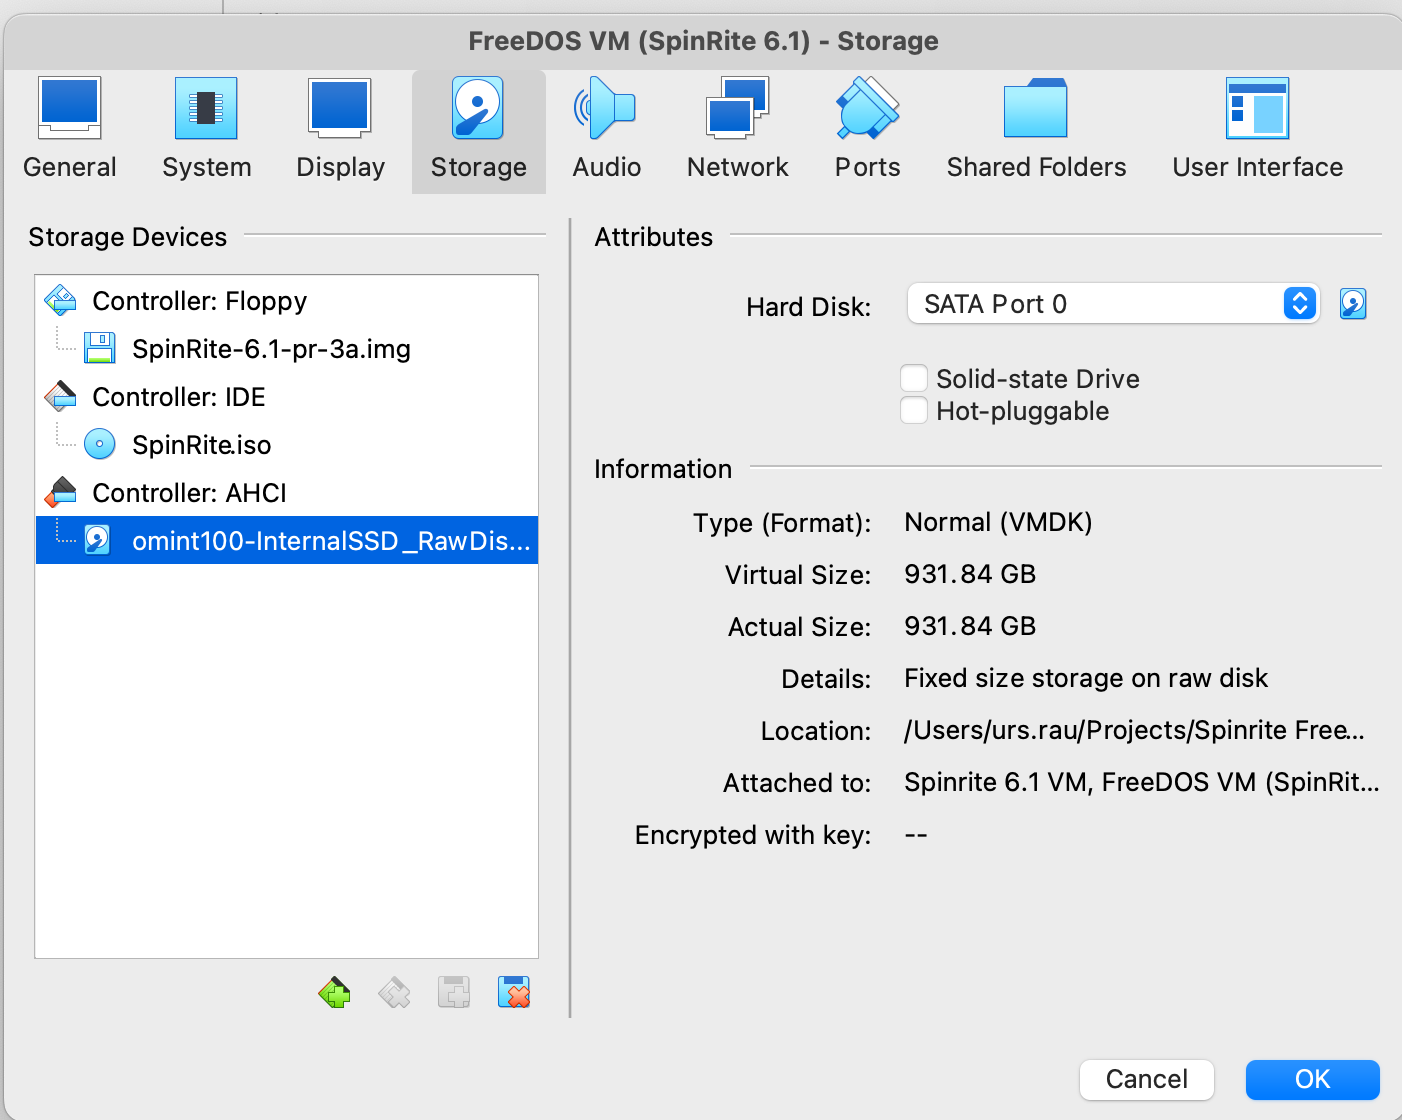 FreeDOS VM (SpinRite 6.1) - Storage
General System Display Storage Audio Network Ports Shared Folders User Interface
Storage Devices
Controller: Floppy
SpinRite-6.1-pr-3a.img
Controller: IDE
SpinRite.iso
Controller: AHCI
omint100-InternalSSD_RawDis...
Attributes
Hard Disk: SATA Port 0
Solid-state Drive
Hot-pluggable
Information
Type (Format): Normal (VMDK)
Virtual Size: 931.84 GB
Actual Size: 931.84 GB
Details: Fixed size storage on raw disk
Location: /Users/urs.rau/Projects/Spinrite Free...
Attached to: Spinrite 6.1 VM, FreeDOS VM (SpinRit...
Encrypted with key: --
Cancel OK